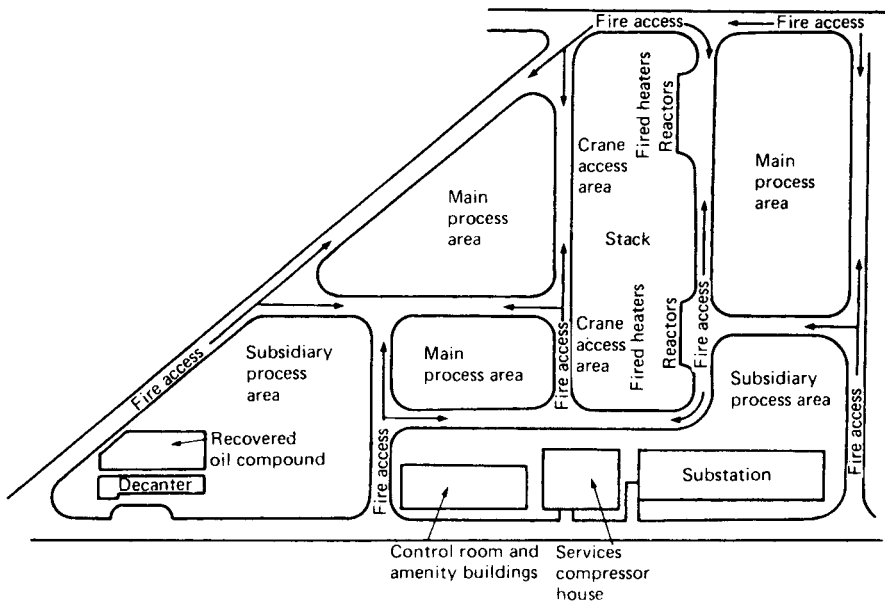 Fire access
Fire access
Fired heaters
Reactors
Crane
access
area
Main
process
area
Main
process
area
Stack
Fire access
Subsidiary
process
area
Main
process area
Fire access
Crane
access
area
Fired heaters
Reactors
Fire access
Subsidiary
process area
Recovered
oil compound
Decanter
Fire access
Substation
Fire access
Control room and
amenity buildings
Services
compressor
house